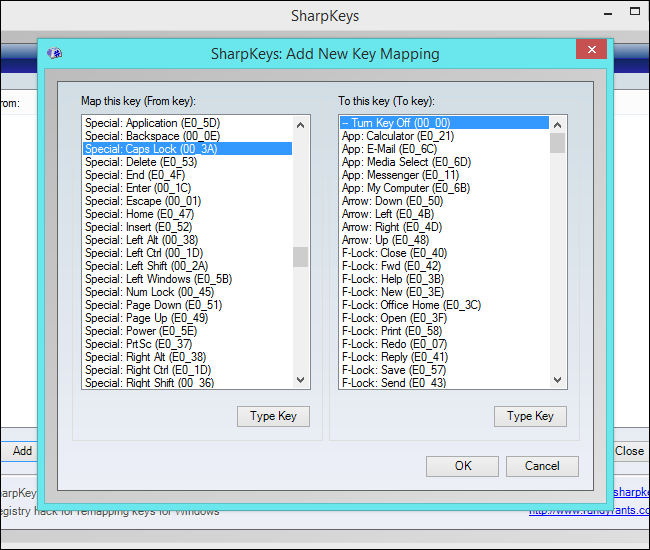 SharpKeys
SharpKeys: Add New Key Mapping
Map this key (From key):
Special: Application (E0_5D)
Special: Backspace (00_0E)
Special: Caps Lock (00_3A)
Special: Delete (E0_53)
Special: End (E0_4F)
Special: Enter (00_1C)
Special: Escape (00_01)
Special: Home (E0_47)
Special: Insert (E0_52)
Special: Left Alt (00_38)
Special: Left Ctrl (00_1D)
Special: Left Shift (00_2A)
Special: Left Windows (E0_5B)
Special: Num Lock (00_45)
Special: Page Down (E0_51)
Special: Page Up (E0_49)
Special: Power (E0_5E)
Special: PrtSc (E0_37)
Special: Right Alt (E0_38)
Special: Right Ctrl (E0_1D)
Special: Right Shift (00_36)
Type Key
To this key (To key):
-- Turn Key Off (00_00)
App: Calculator (E0_21)
App: E-Mail (E0_6C)
App: Media Select (E0_6D)
App: Messenger (E0_11)
App: My Computer (E0_6B)
Arrow: Down (E0_50)
Arrow: Left (E0_4B)
Arrow: Right (E0_4D)
Arrow: Up (E0_48)
F-Lock: Close (E0_40)
F-Lock: Fwd (E0_42)
F-Lock: Help (E0_3B)
F-Lock: New (E0_3E)
F-Lock: Office Home (E0_3C)
F-Lock: Open (E0_3F)
F-Lock: Print (E0_58)
F-Lock: Redo (E0_07)
F-Lock: Reply (E0_41)
F-Lock: Save (E0_57)
F-Lock: Send (E0_43)
Type Key
OK Cancel
rom:
Add
Close
harpKey
sharpke
egistry hack for remapping keys for Windows
http://www.randyrants.co